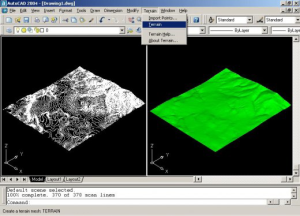 AutoCAD 2004 - [Drawing1.dwg]
File Edit View Insert Format Tools Draw Dimension Modify Terrain Window Help
Import Points...
Terrain
Terrain Help...
About Terrain...
Standard
ByLayer
ByLayer
Model Layout1 Layout2
Default scene selected.
100% complete. 370 of 370 scan lines
Command:
Create a terrain mesh: TERRAIN